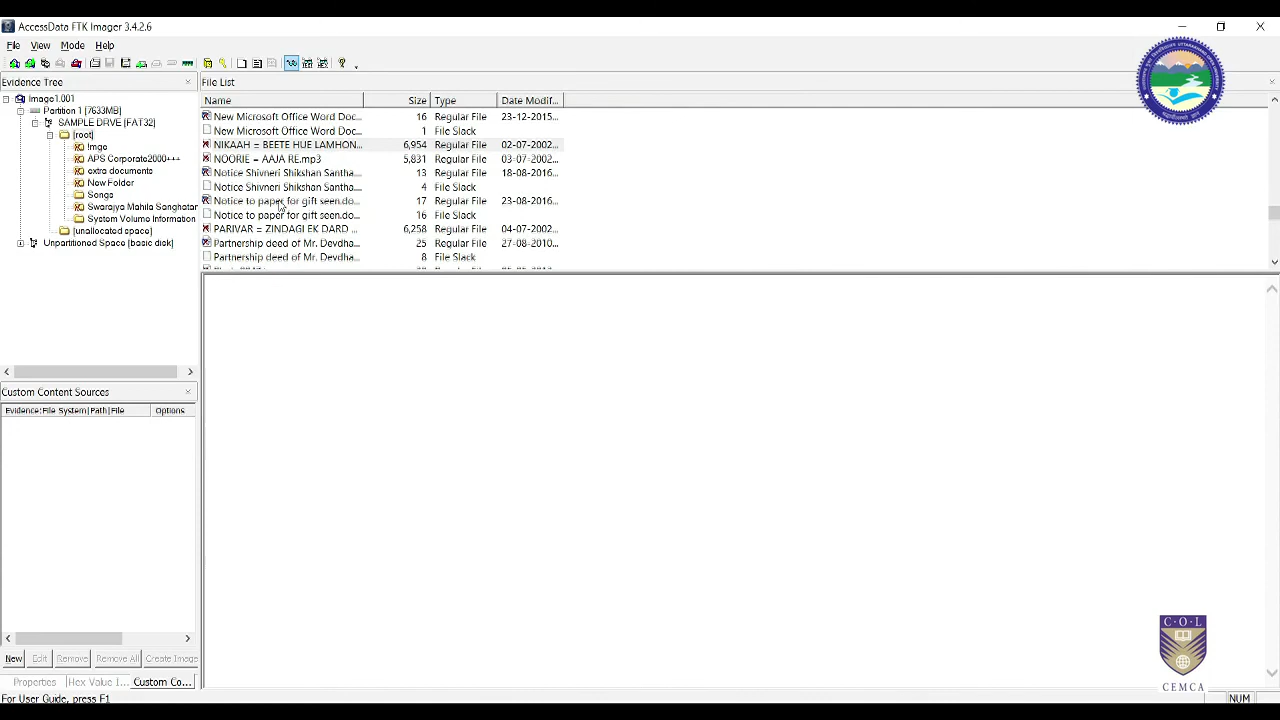 AccessData FTK Imager 3.4.2.6
File View Mode Help
Evidence Tree
Image1.001
Partition 1 [7633MB]
SAMPLE DRVE [FAT32]
[root]
!mgo
APS Corporate2000+++
extra documents
New Folder
Songs
Swarajya Mahila Sanghatan
System Volume Information
[unallocated space]
Unpartitioned Space [basic disk]
Custom Content Sources
Evidence:File System|Path|File Options
New Edit Remove Remove All Create Image
Properties Hex Value I... Custom Co...
File List
Name Size Type Date Modif...
New Microsoft Office Word Doc... 16 Regular File 23-12-2015...
New Microsoft Office Word Doc... 1 File Slack
NIKAAH = BEETE HUE LAMHON... 6,954 Regular File 02-07-2002...
NOORIE = AAJA RE.mp3 5,831 Regular File 03-07-2002...
Notice Shivneri Shikshan Santha... 13 Regular File 18-08-2016...
Notice Shivneri Shikshan Santha... 4 File Slack
Notice to paper for gift seen.do... 17 Regular File 23-08-2016...
Notice to paper for gift seen.do... 16 File Slack
PARIVAR = ZINDAGI EK DARD ... 6,258 Regular File 04-07-2002...
Partnership deed of Mr. Devdha... 25 Regular File 27-08-2010...
Partnership deed of Mr. Devdha... 8 File Slack
C·O·L
CEMCA
For User Guide, press F1
NUM